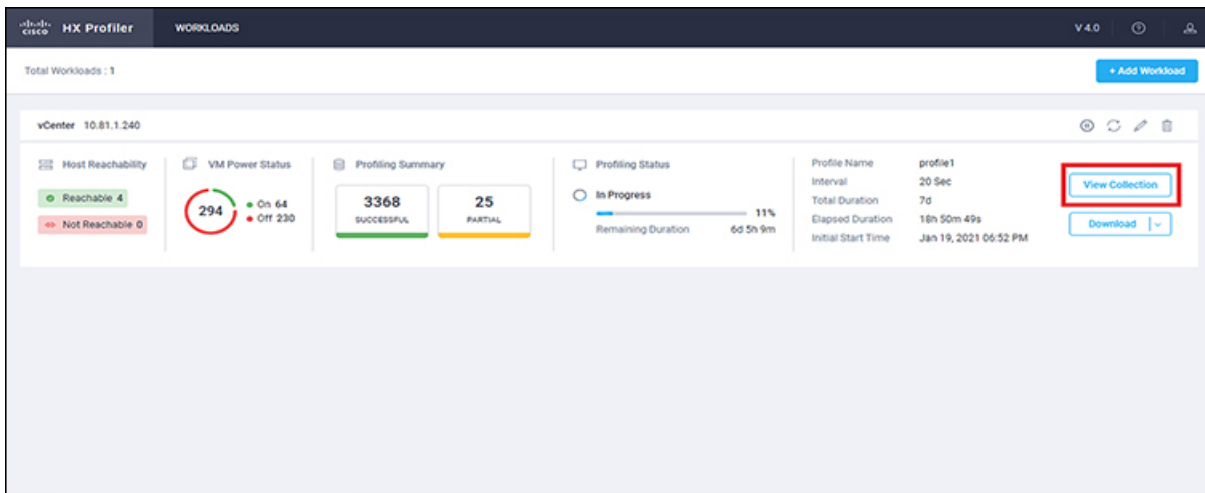 cisco HX Profiler WORKLOADS V 4.0
Total Workloads : 1 + Add Workload
vCenter 10.81.1.240
Host Reachability VM Power Status Profiling Summary Profiling Status Profile Name profile1
Interval 20 Sec
Reachable 4 294 On 64 3368 25 In Progress Total Duration 7d View Collection
Off 230 SUCCESSFUL PARTIAL 11% Elapsed Duration 18h 50m 49s
Not Reachable 0 Remaining Duration 6d 5h 9m Initial Start Time Jan 19, 2021 06:52 PM Download